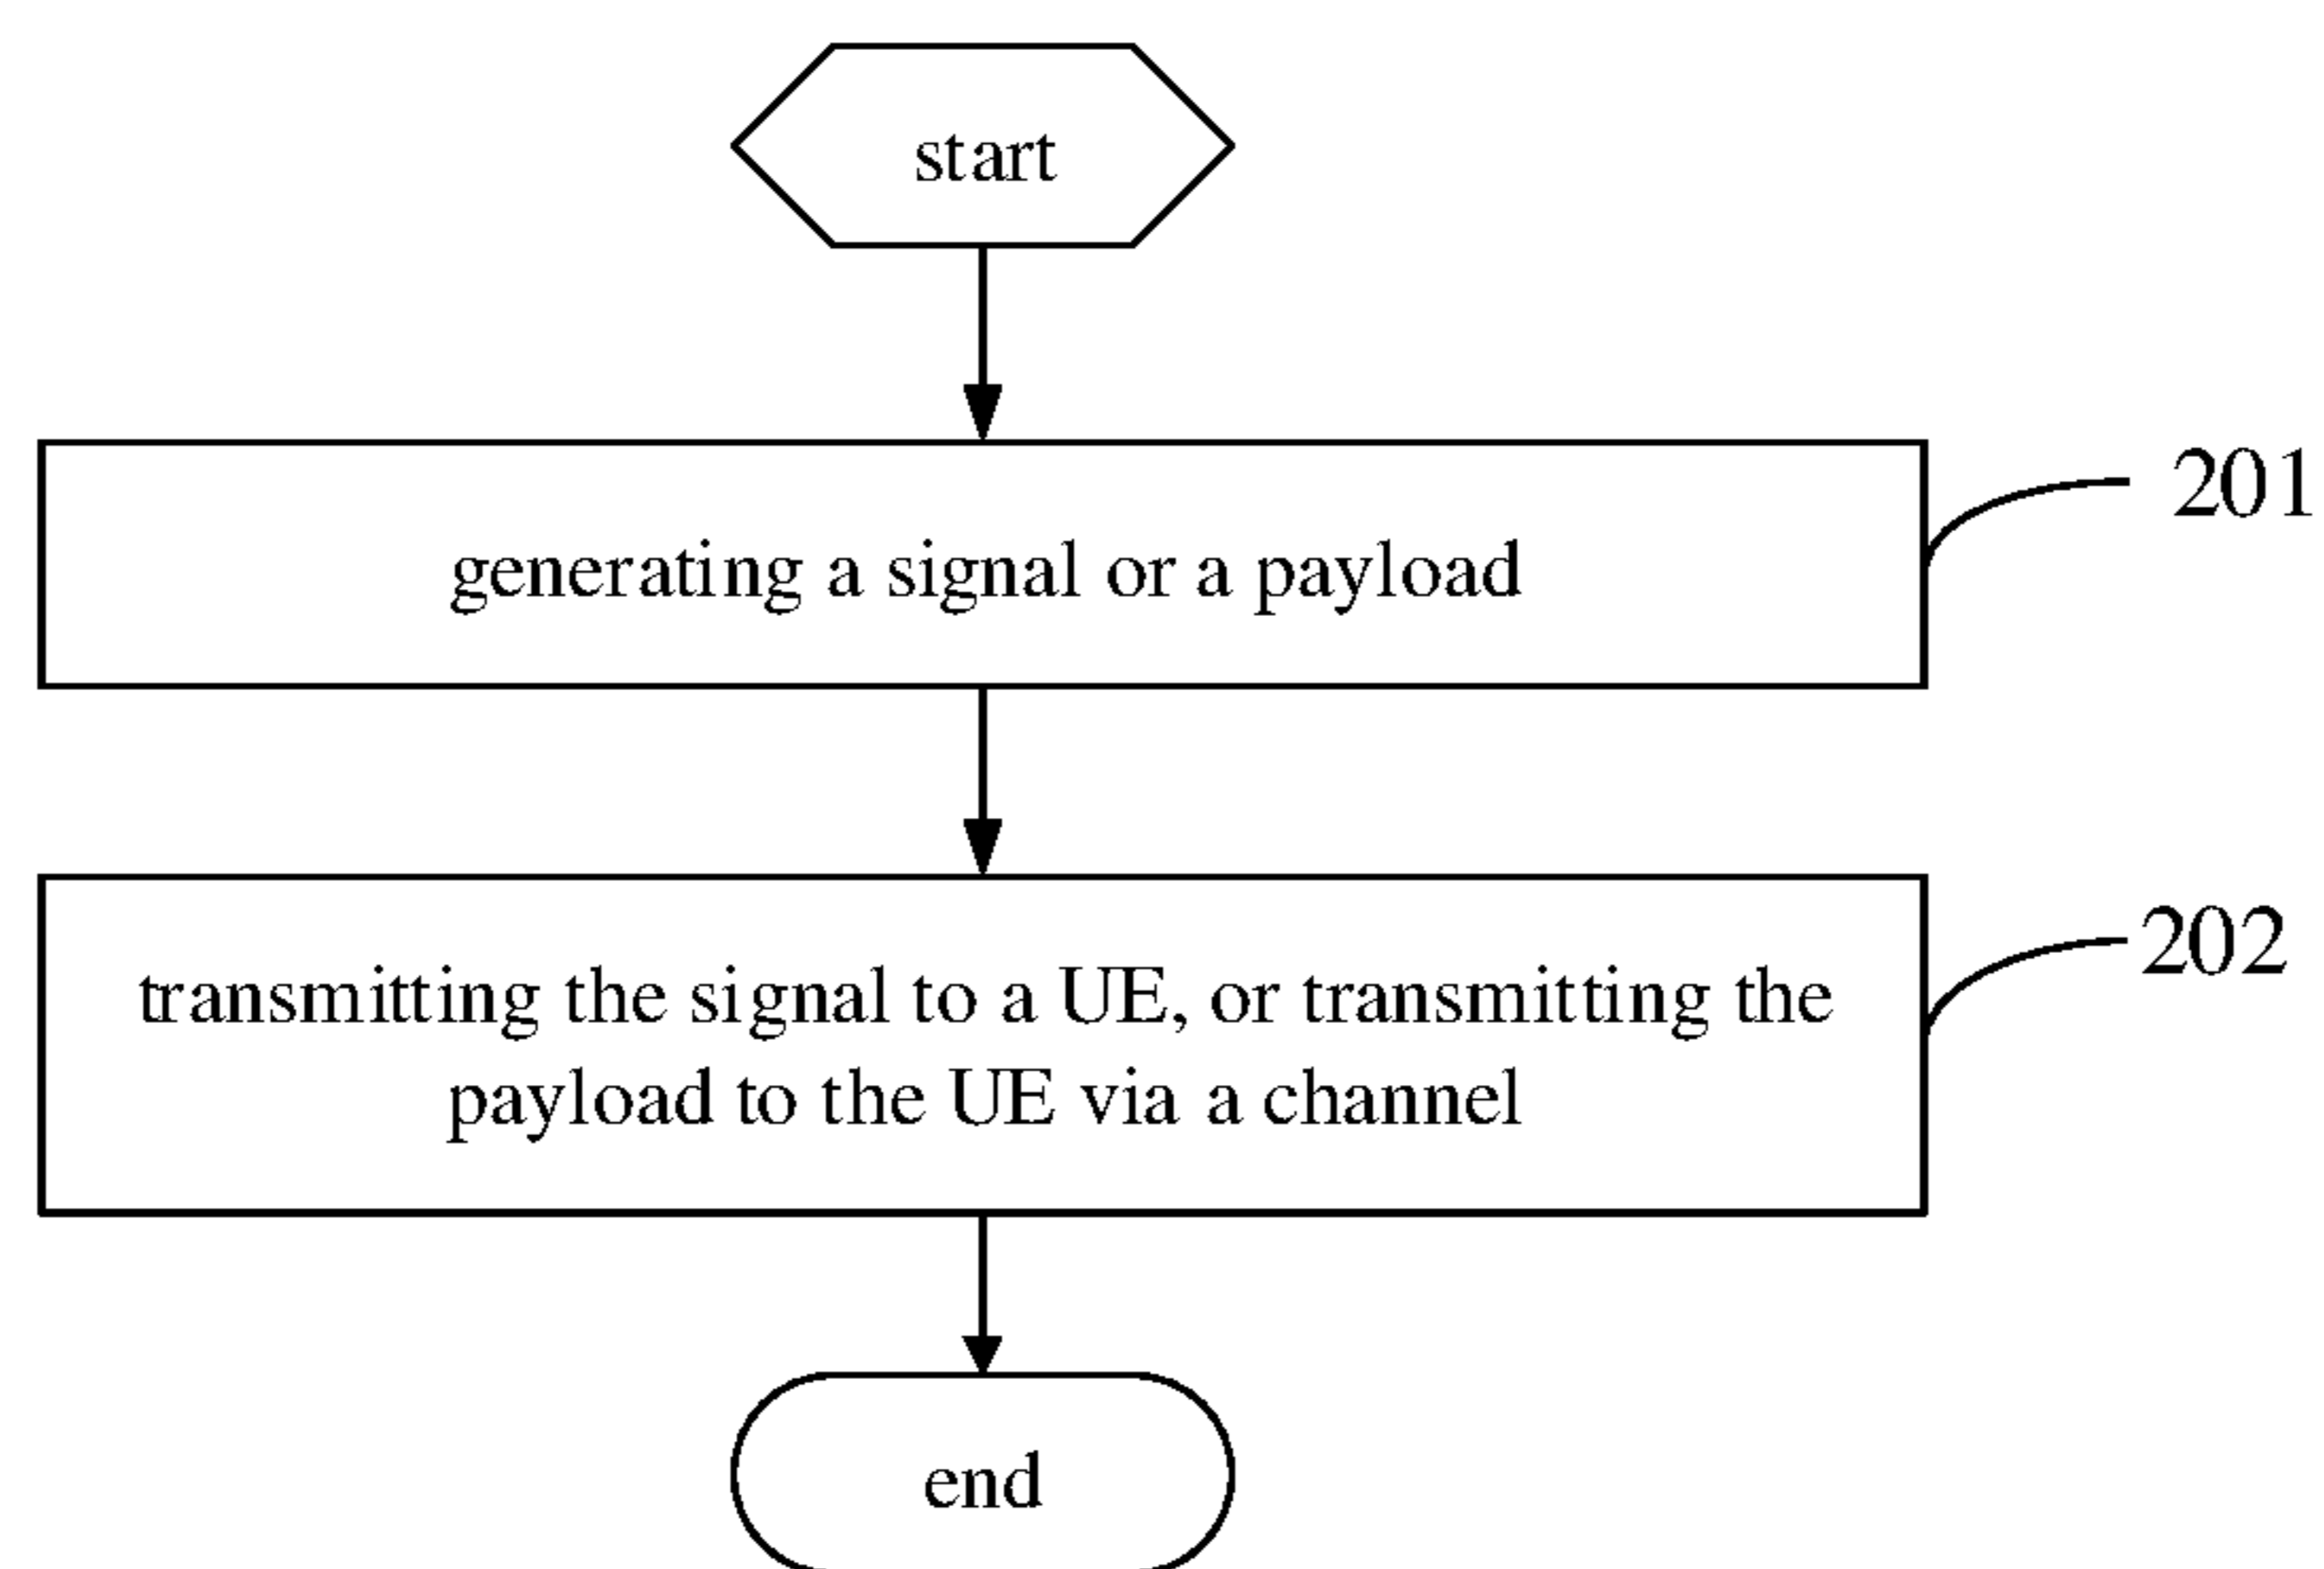 start
generating a signal or a payload
201
transmitting the signal to a UE, or transmitting the
payload to the UE via a channel
202
end